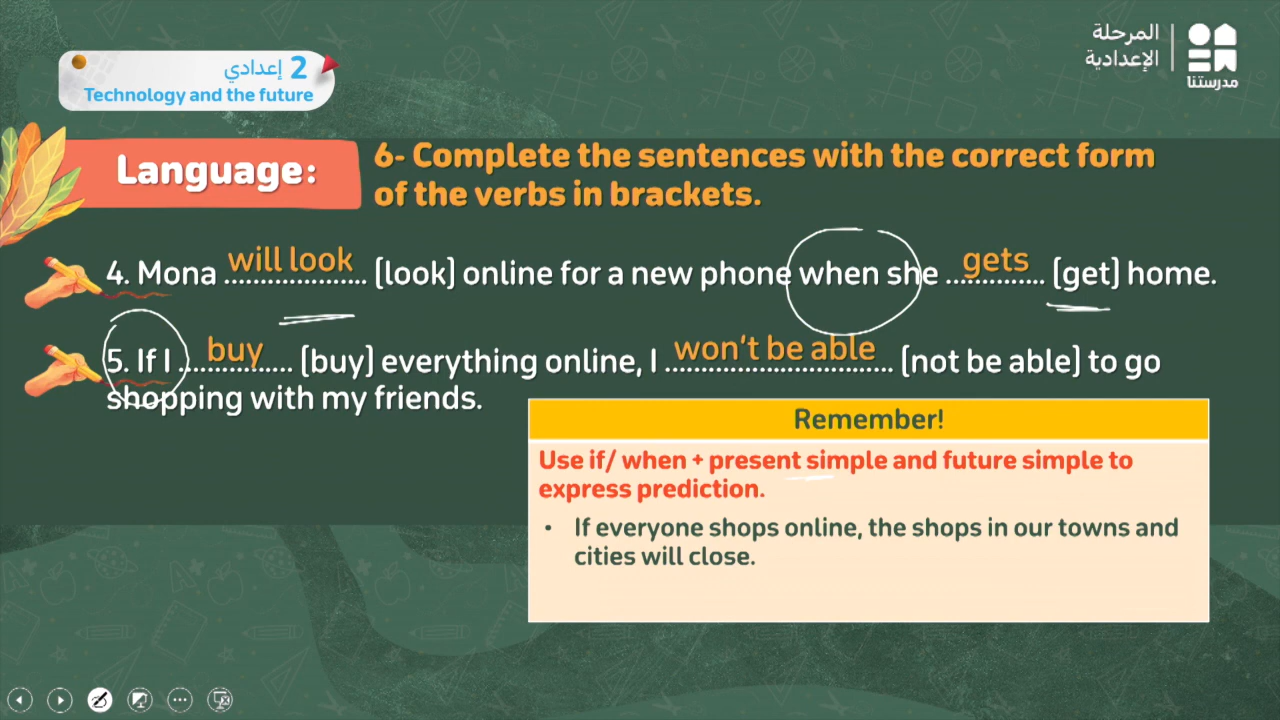 المرحلة
الإعدادية
مدرستنا
2 إعدادي
Technology and the future
Language:
6- Complete the sentences with the correct form
of the verbs in brackets.
4. Mona will look (look) online for a new phone when she gets (get) home.
5. If I buy (buy) everything online, I won't be able (not be able) to go
shopping with my friends.
Remember!
Use if/ when + present simple and future simple to
express prediction.
• If everyone shops online, the shops in our towns and
cities will close.